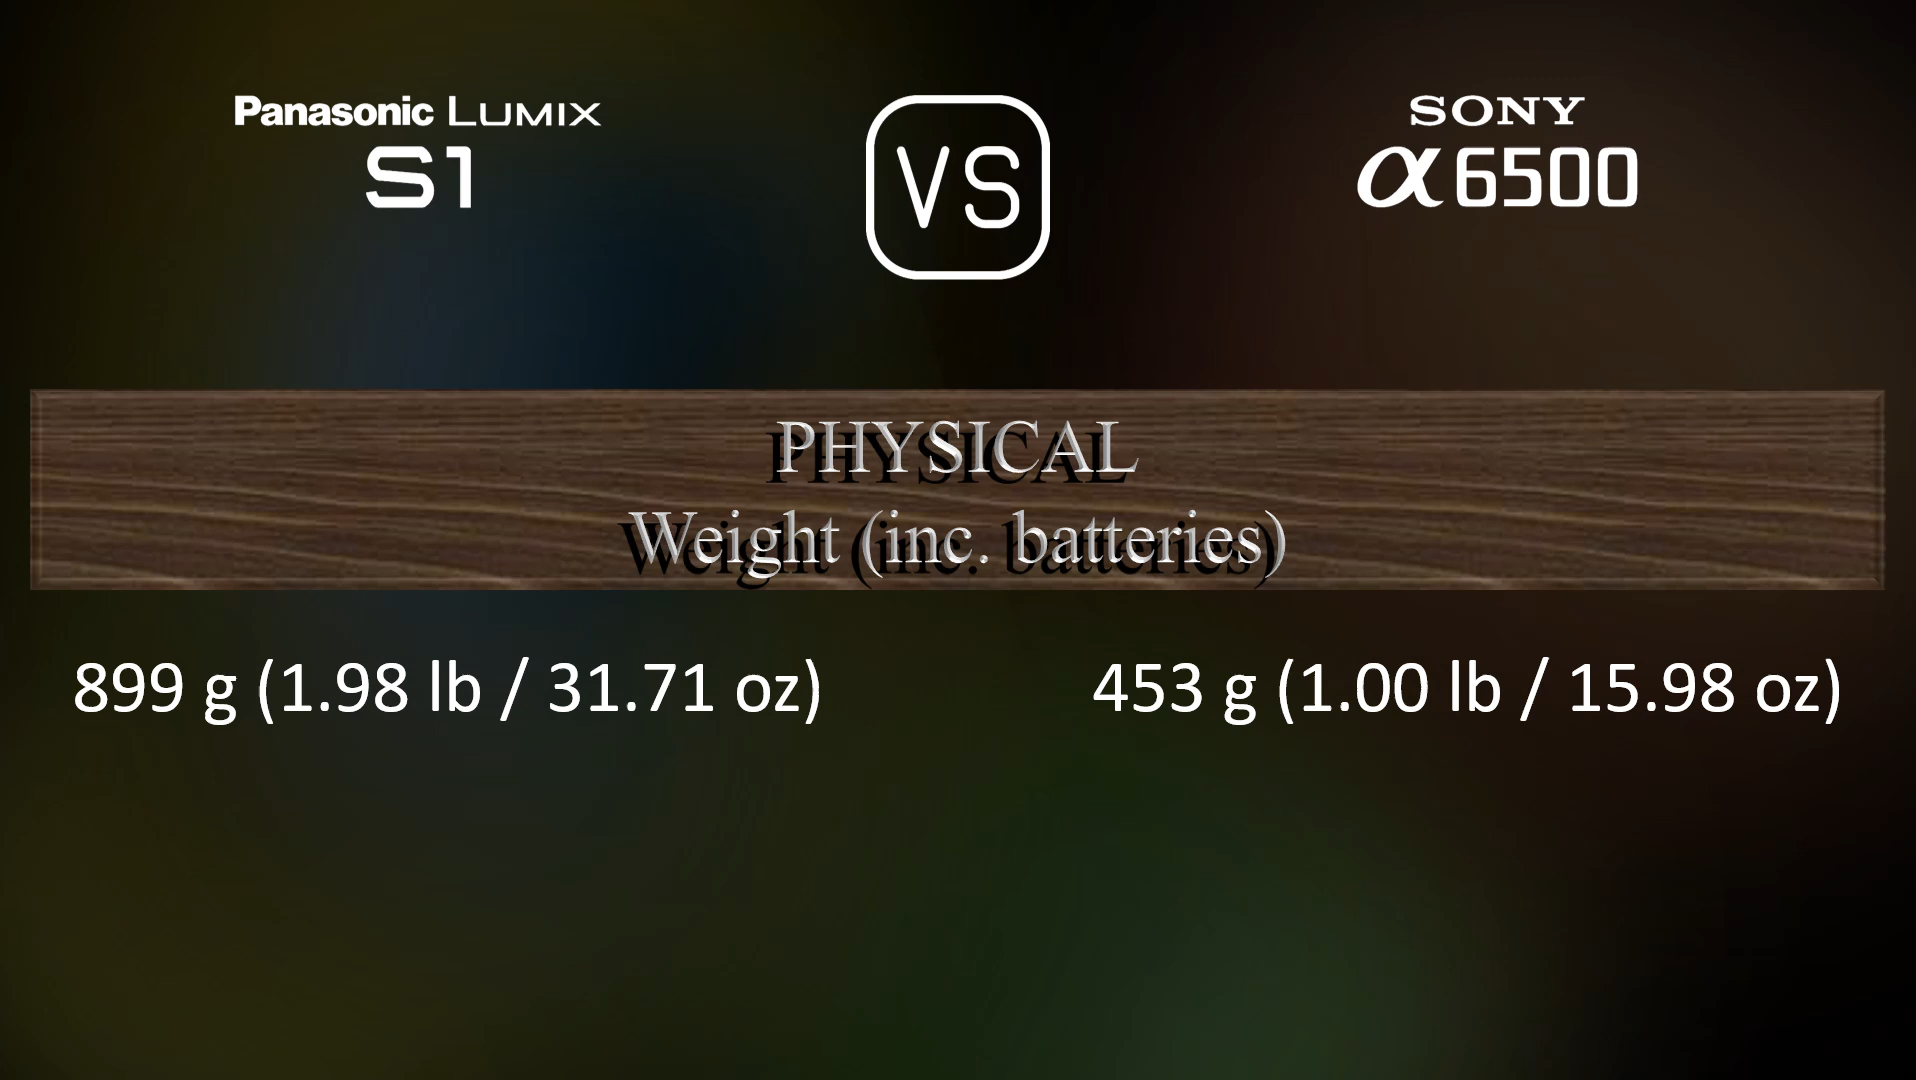 Panasonic LUMIX
S1
VS
SONY
α6500
PHYSICAL
Weight (inc. batteries)
899 g (1.98 lb / 31.71 oz)
453 g (1.00 lb / 15.98 oz)